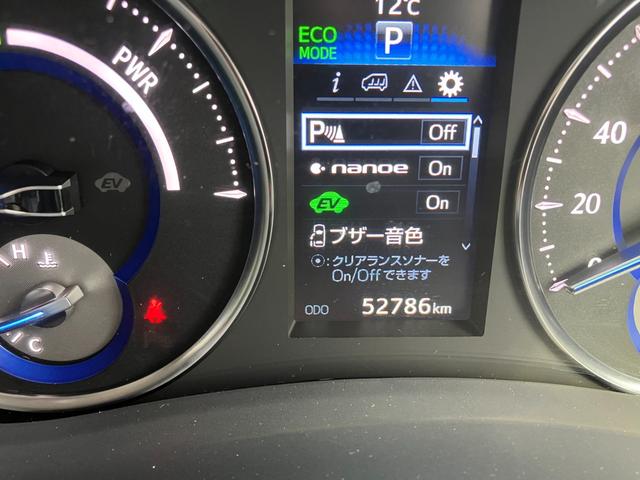 12°C
ECO
MODE
P
PWR
i
P Off
nanoe On
EV On
ブザー音色
:クリアランスソナーを
On/Offできます
ODO 52786km
EV
H
C
40
20
0